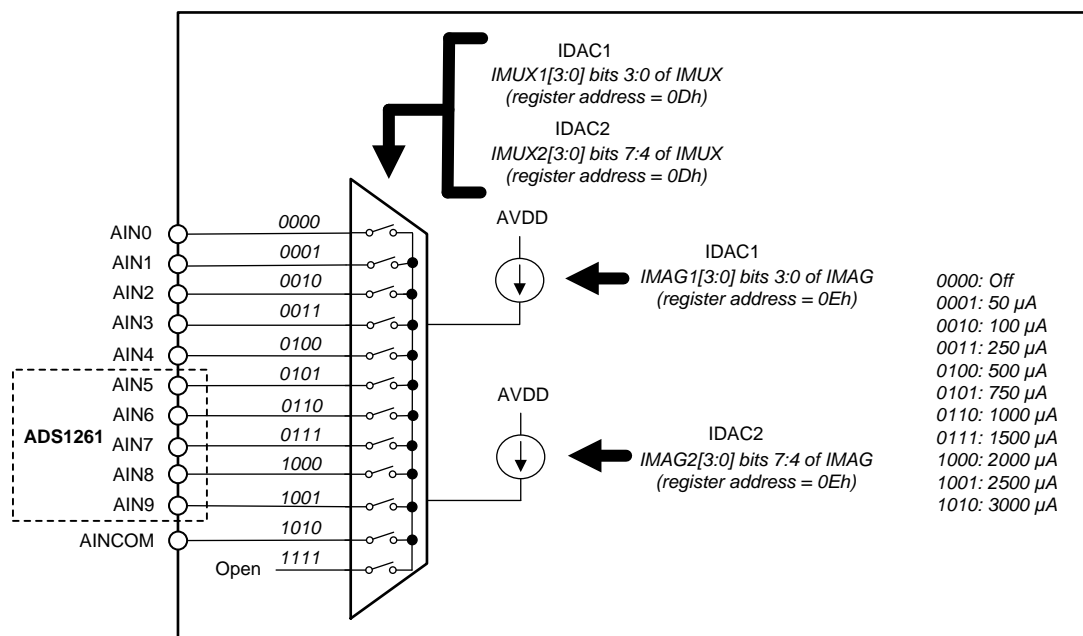 IDAC1
IMUX1[3:0] bits 3:0 of IMUX
(register address = 0Dh)
IDAC2
IMUX2[3:0] bits 7:4 of IMUX
(register address = 0Dh)
AIN0
0000
AIN1
0001
AIN2
0010
AIN3
0011
AIN4
0100
AIN5
0101
AIN6
0110
ADS1261
AIN7
0111
AIN8
1000
AIN9
1001
AINCOM
1010
Open
1111
AVDD
IDAC1
IMAG1[3:0] bits 3:0 of IMAG
(register address = 0Eh)
AVDD
IDAC2
IMAG2[3:0] bits 7:4 of IMAG
(register address = 0Eh)
0000: Off
0001: 50 µA
0010: 100 µA
0011: 250 µA
0100: 500 µA
0101: 750 µA
0110: 1000 µA
0111: 1500 µA
1000: 2000 µA
1001: 2500 µA
1010: 3000 µA